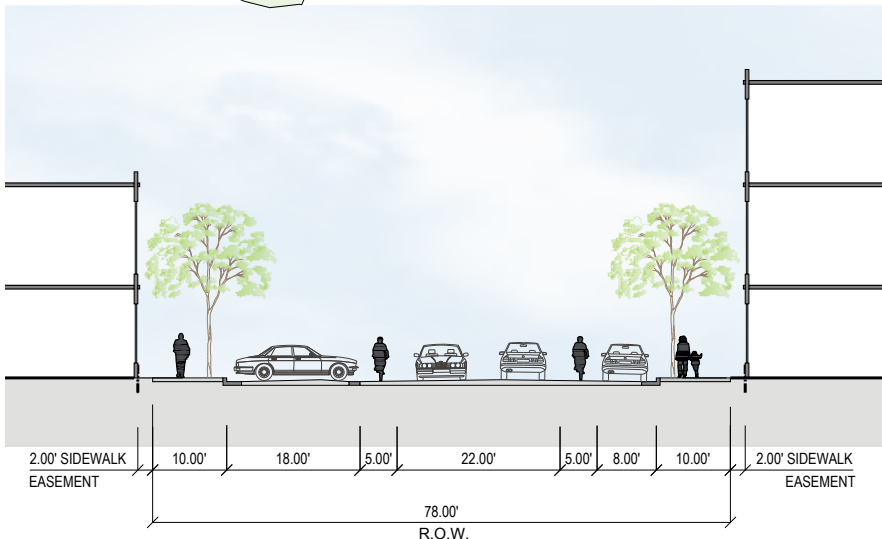 2.00' SIDEWALK 10.00' 18.00' 5.00' 22.00' 5.00' 8.00' 10.00' 2.00' SIDEWALK
EASEMENT EASEMENT
78.00'
R.O.W.